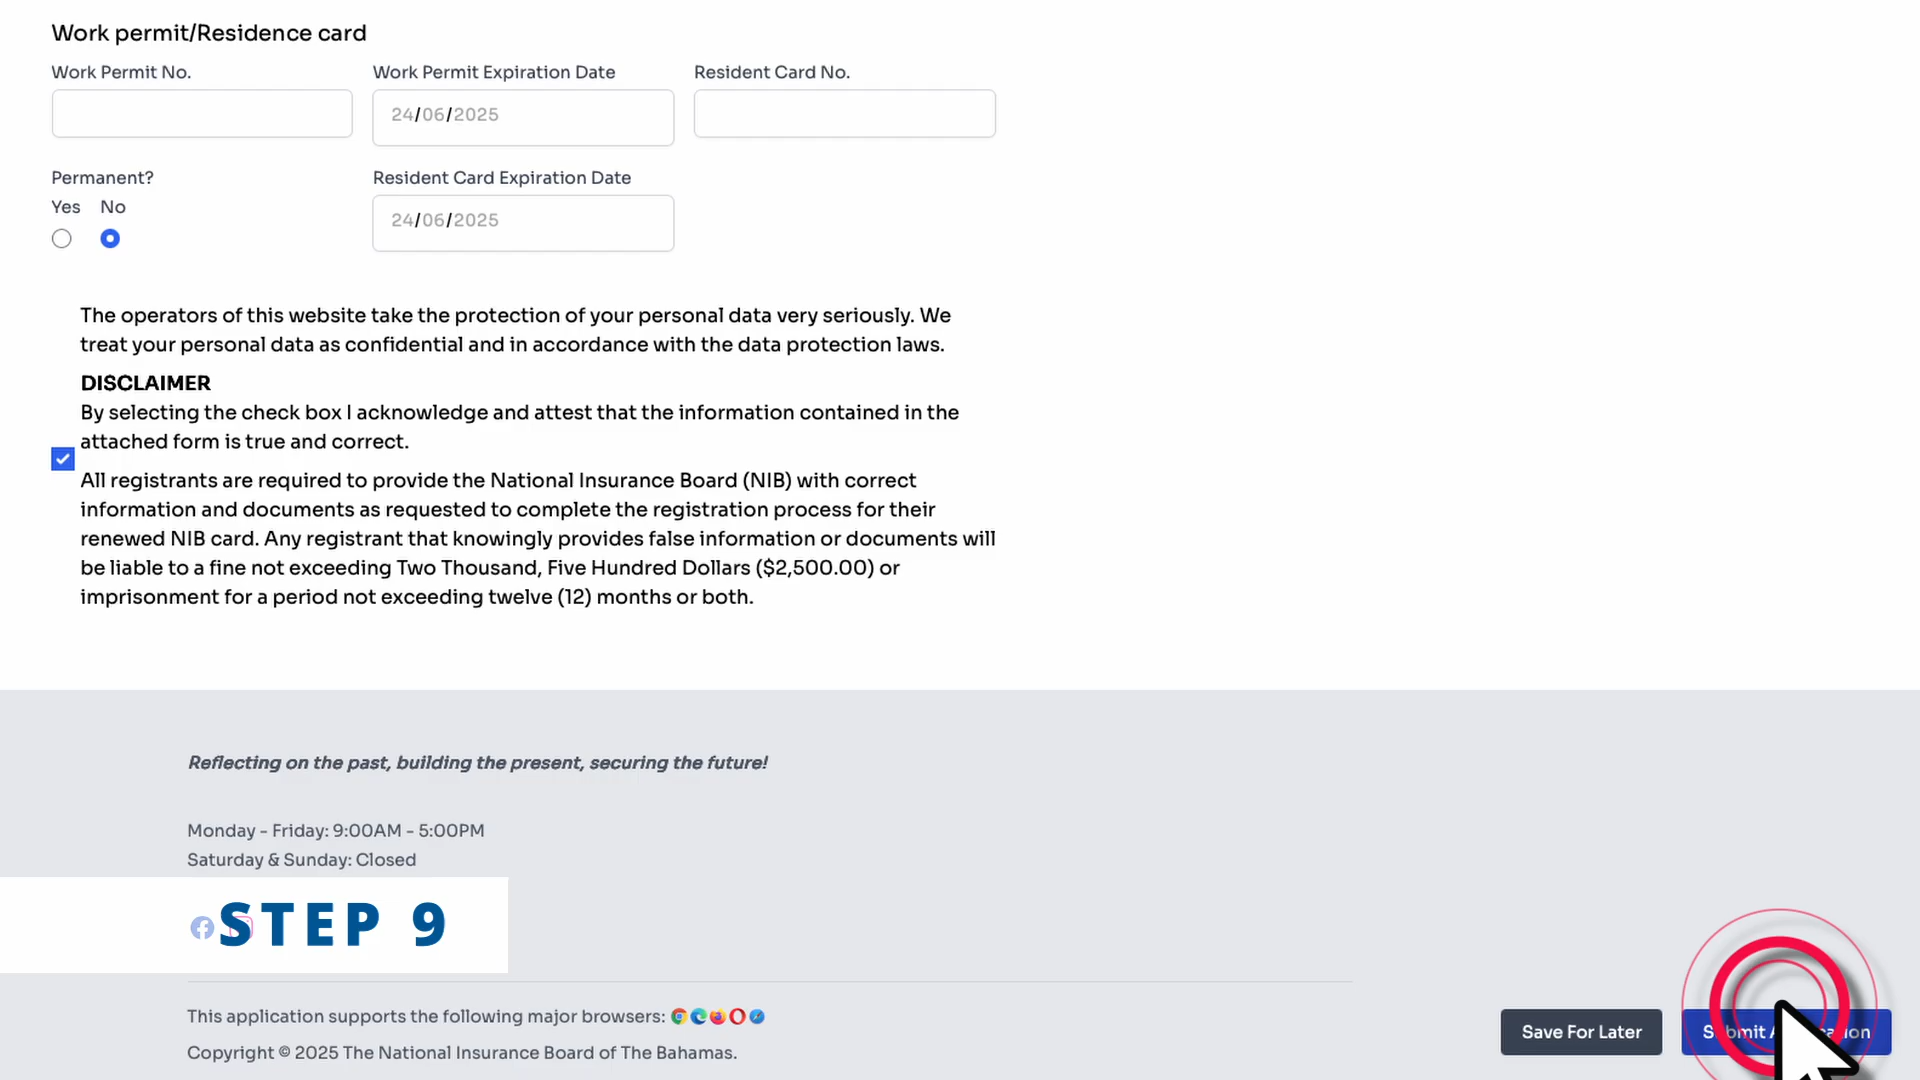 Work permit/Residence card
Work Permit No.
Work Permit Expiration Date
Resident Card No.
24/06/2025
Permanent?
Resident Card Expiration Date
Yes No
24/06/2025
The operators of this website take the protection of your personal data very seriously. We
treat your personal data as confidential and in accordance with the data protection laws.
DISCLAIMER
By selecting the check box I acknowledge and attest that the information contained in the
attached form is true and correct.
All registrants are required to provide the National Insurance Board (NIB) with correct
information and documents as requested to complete the registration process for their
renewed NIB card. Any registrant that knowingly provides false information or documents will
be liable to a fine not exceeding Two Thousand, Five Hundred Dollars ($2,500.00) or
imprisonment for a period not exceeding twelve (12) months or both.
Reflecting on the past, building the present, securing the future!
Monday - Friday: 9:00AM - 5:00PM
Saturday & Sunday: Closed
STEP 9
This application supports the following major browsers:
Save For Later
Submit
Copyright © 2025 The National Insurance Board of The Bahamas.